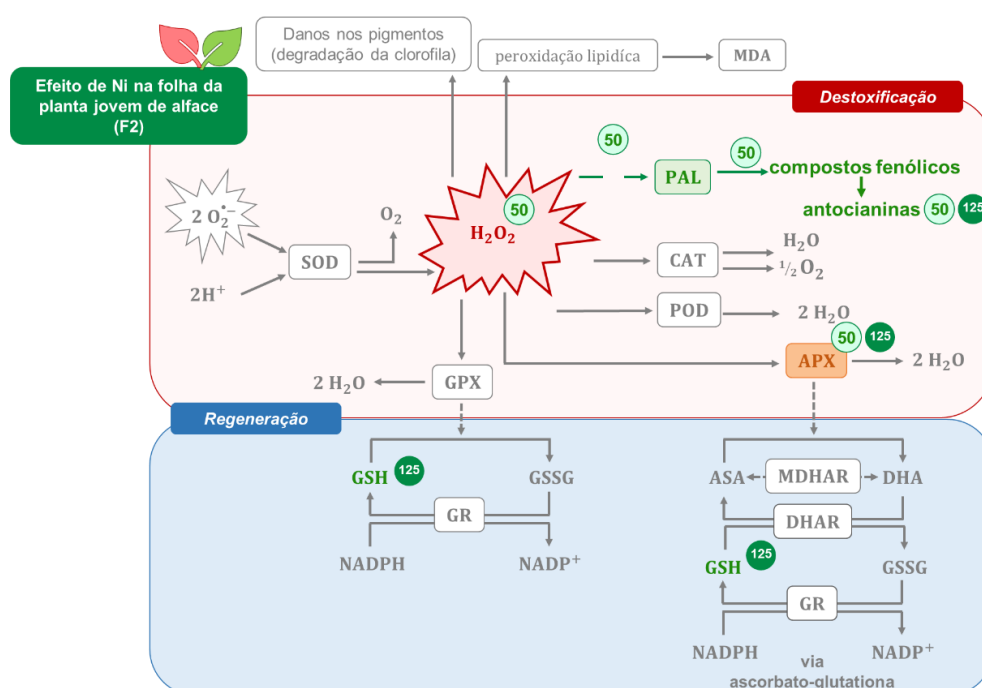 Danos nos pigmentos
(degradação da clorofila)
peroxidação lipidíca
MDA
Efeito de Ni na folha da
planta jovem de alface
(F2)
Destoxificação
50
50
PAL
compostos fenólicos
antocianinas 50 125
2 O₂•−
2H⁺
SOD
O₂
50
H₂O₂
CAT
H₂O
½ O₂
POD
2 H₂O
50 125
APX
2 H₂O
2 H₂O
GPX
Regeneração
GSH 125
GSSG
GR
NADPH
NADP⁺
ASA
MDHAR
DHA
DHAR
GSH 125
GSSG
GR
NADPH
NADP⁺
via
ascorbato-glutationa